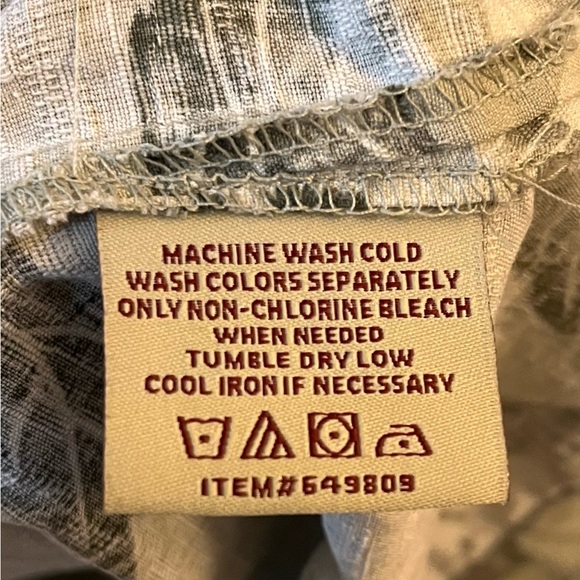 MACHINE WASH COLD
WASH COLORS SEPARATELY
ONLY NON-CHLORINE BLEACH
WHEN NEEDED
TUMBLE DRY LOW
COOL IRON IF NECESSARY
ITEM#649809